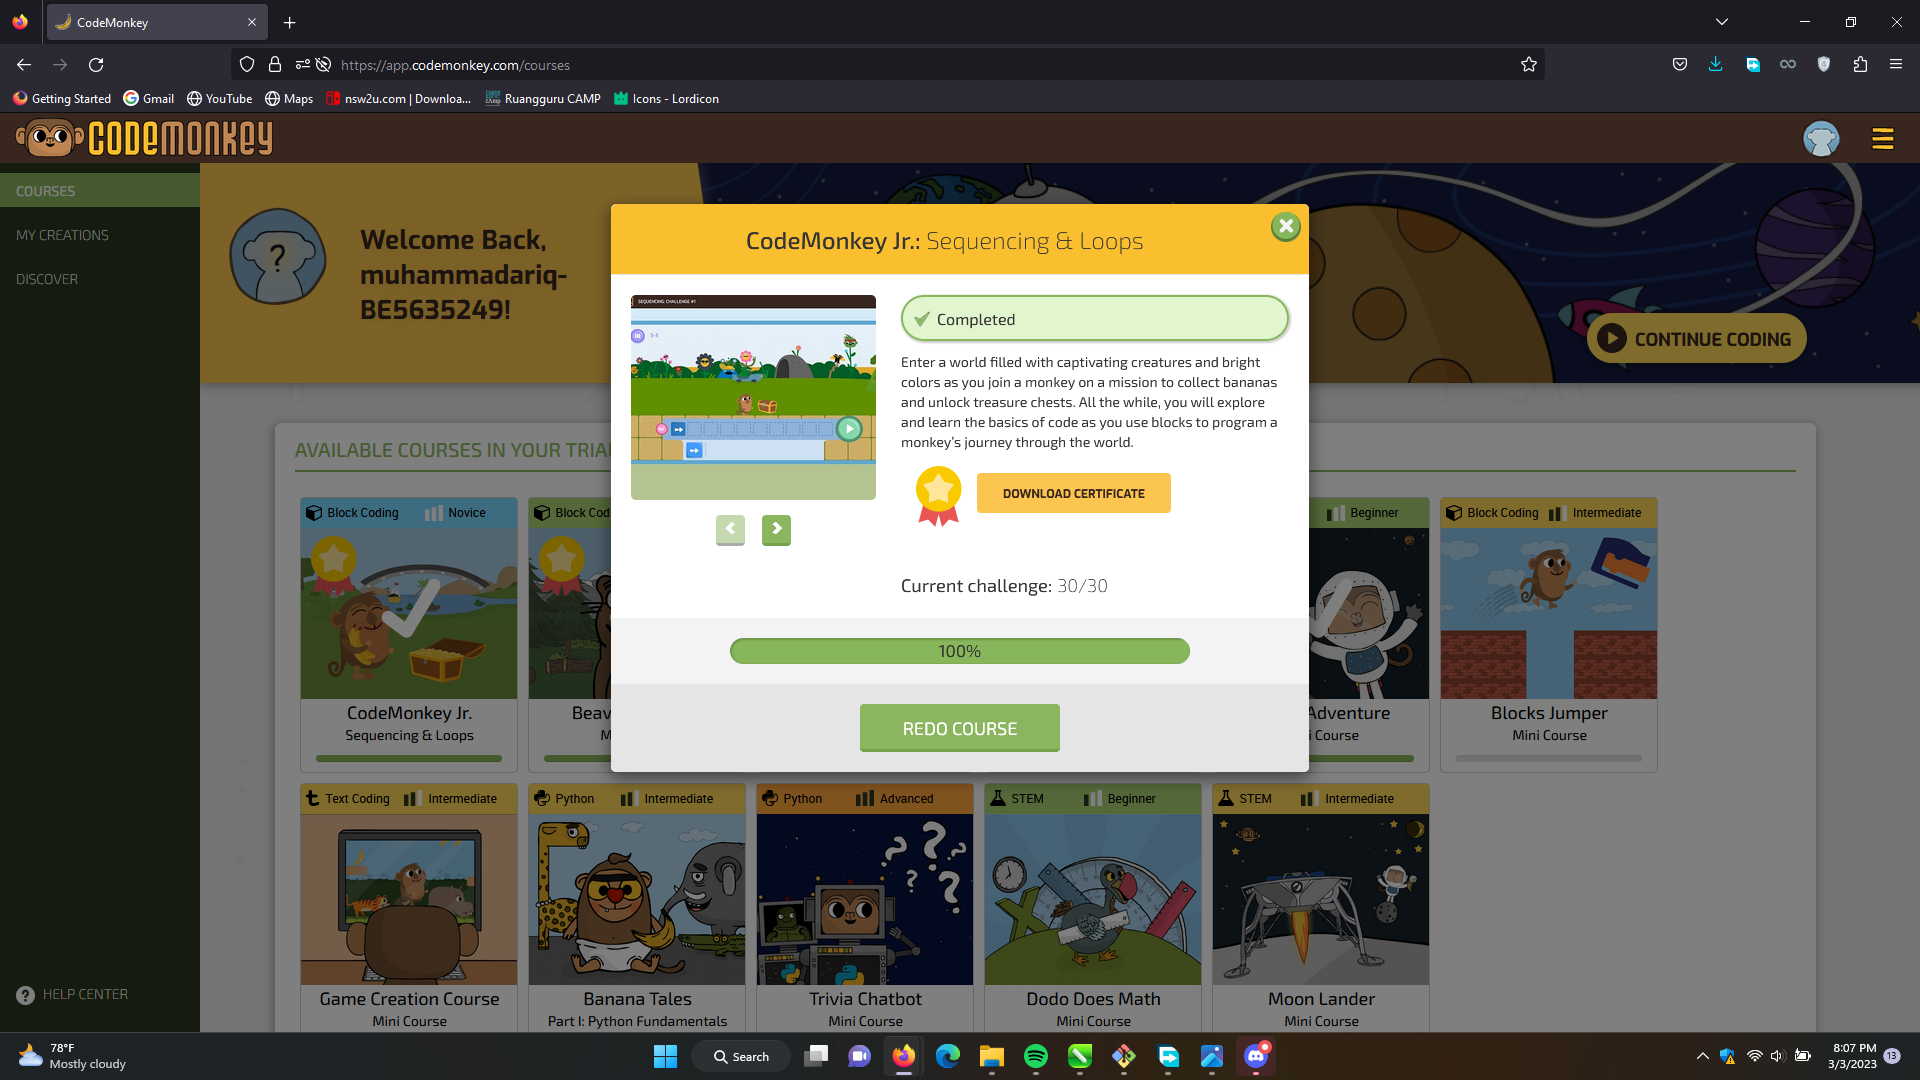 CodeMonkey
https://app.codemonkey.com/courses
Getting Started
Gmail
YouTube
Maps
nsw2u.com | Downloa...
Ruangguru CAMP
Icons - Lordicon
CODEMONKEY
COURSES
MY CREATIONS
DISCOVER
HELP CENTER
?
Welcome Back,
muhammadariq-
BE5635249!
CONTINUE CODING
AVAILABLE COURSES IN YOUR TRIA
CodeMonkey Jr.: Sequencing & Loops
SEQUENCING: CHALLENGE #1
1-1
Completed
Enter a world filled with captivating creatures and bright
colors as you join a monkey on a mission to collect bananas
and unlock treasure chests. All the while, you will explore
and learn the basics of code as you use blocks to program a
monkey's journey through the world.
DOWNLOAD CERTIFICATE
Current challenge: 30/30
100%
REDO COURSE
Block Coding Novice
CodeMonkey Jr.
Sequencing & Loops
Block Cod
Beav
M
Beginner
Adventure
i Course
Block Coding Intermediate
Blocks Jumper
Mini Course
Text Coding Intermediate
Game Creation Course
Mini Course
Python Intermediate
Banana Tales
Part I: Python Fundamentals
Python Advanced
Trivia Chatbot
Mini Course
STEM Beginner
Dodo Does Math
Mini Course
STEM Intermediate
Moon Lander
Mini Course
78°F
Mostly cloudy
Search
8:07 PM
3/3/2023
13